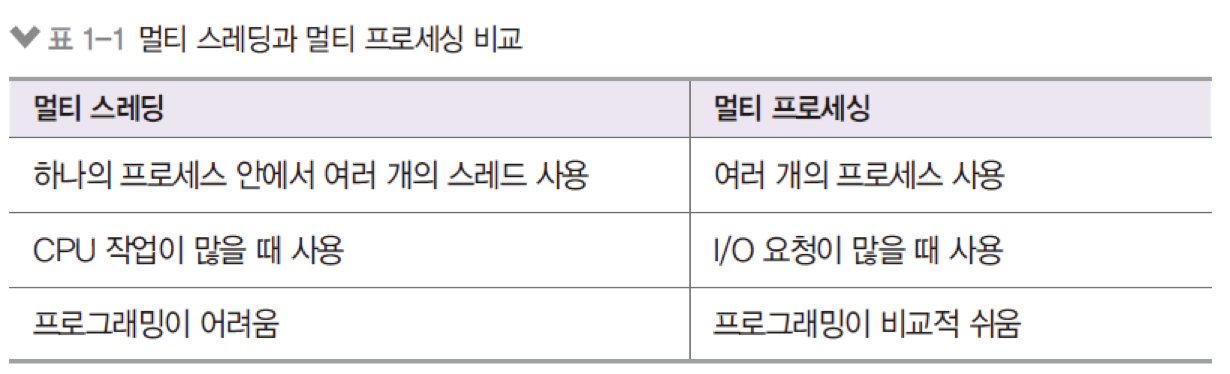 표 1-1 멀티 스레딩과 멀티 프로세싱 비교
멀티 스레딩 멀티 프로세싱
하나의 프로세스 안에서 여러 개의 스레드 사용 여러 개의 프로세스 사용
CPU 작업이 많을 때 사용 I/O 요청이 많을 때 사용
프로그래밍이 어려움 프로그래밍이 비교적 쉬움